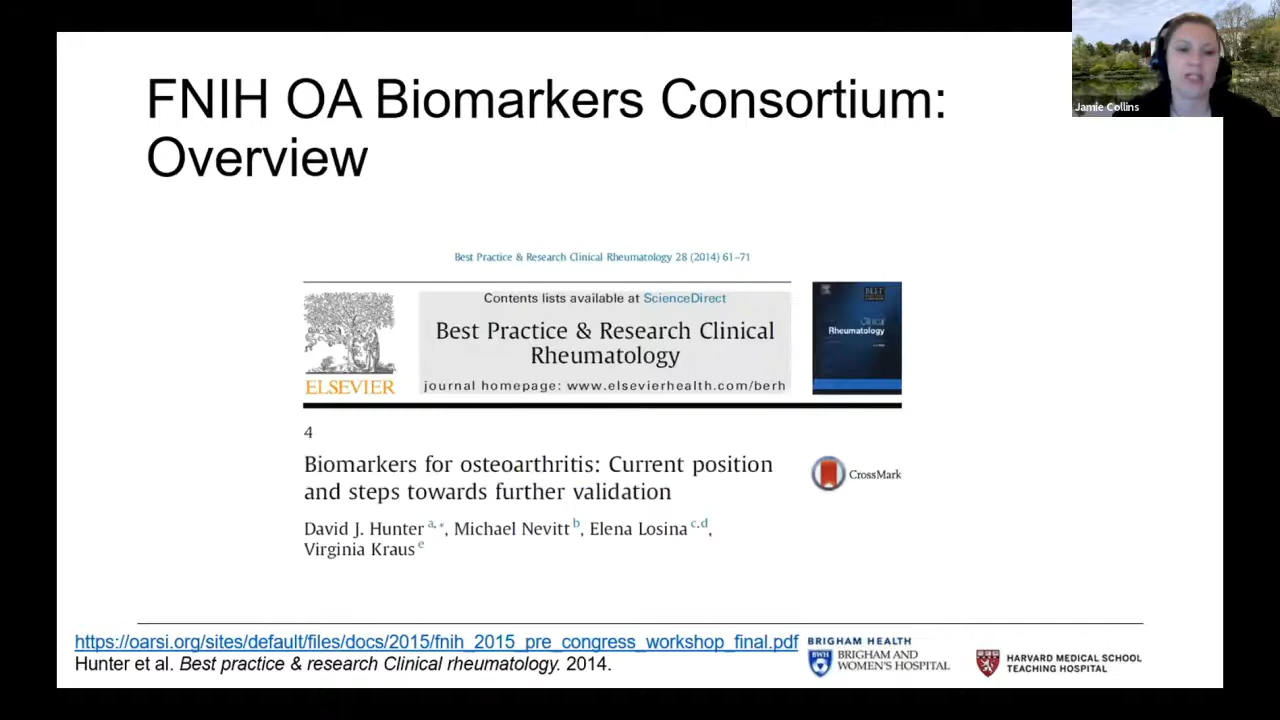 FNIH OA Biomarkers Consortium:
Overview
Jamie Collins
Best Practice & Research Clinical Rheumatology 28 (2014) 61–71
Contents lists available at ScienceDirect
Best Practice & Research Clinical
Rheumatology
journal homepage: www.elsevierhealth.com/berh
ELSEVIER
BEST
Clinical
Rheumatology
4
Biomarkers for osteoarthritis: Current position
and steps towards further validation
CrossMark
David J. Hunter a,*, Michael Nevitt b, Elena Losina c,d,
Virginia Kraus e
https://oarsi.org/sites/default/files/docs/2015/fnih_2015_pre_congress_workshop_final.pdf
Hunter et al. Best practice & research Clinical rheumatology. 2014.
BRIGHAM HEALTH
BWH
BRIGHAM AND
WOMEN'S HOSPITAL
HARVARD MEDICAL SCHOOL
TEACHING HOSPITAL